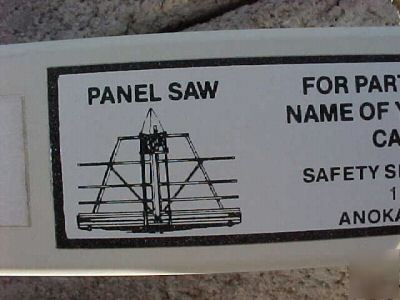 PANEL SAW
FOR PART
NAME OF
CA
SAFETY S
1
ANOKA